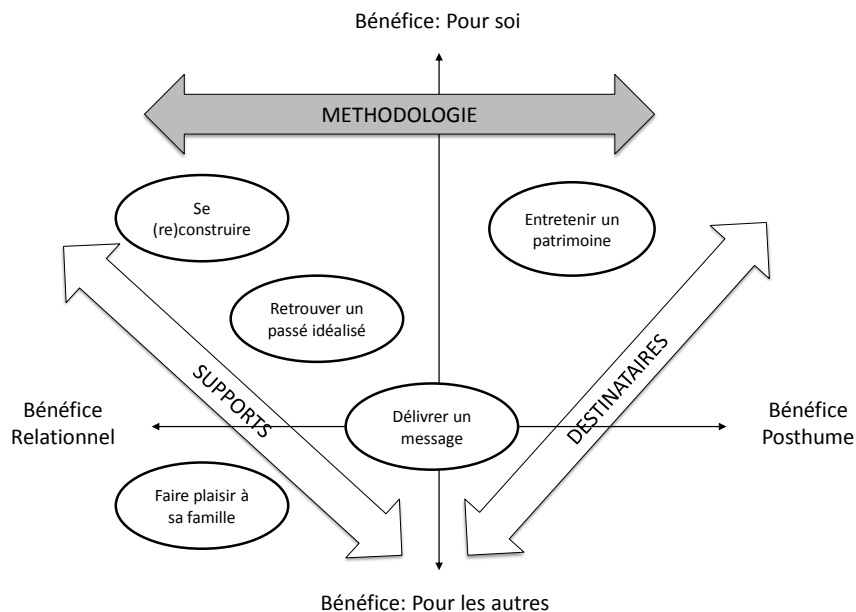 Bénéfice: Pour soi
METHODOLOGIE
Se
(re)construire
Entretenir un
patrimoine
Retrouver un
passé idéalisé
SUPPORTS
DESTINATAIRES
Bénéfice
Relationnel
Délivrer un
message
Bénéfice
Posthume
Faire plaisir à
sa famille
Bénéfice: Pour les autres